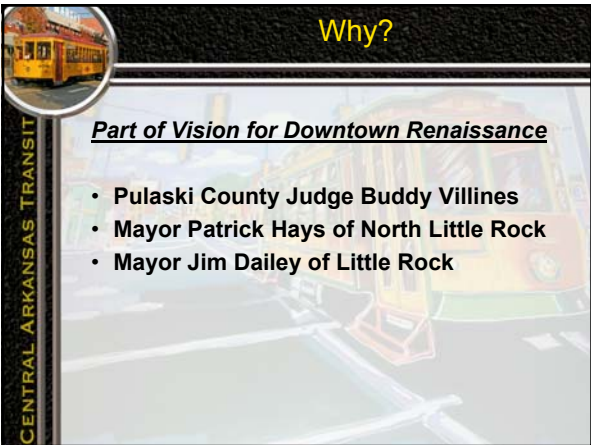 Why?
CENTRAL ARKANSAS TRANSIT
Part of Vision for Downtown Renaissance
• Pulaski County Judge Buddy Villines
• Mayor Patrick Hays of North Little Rock
• Mayor Jim Dailey of Little Rock